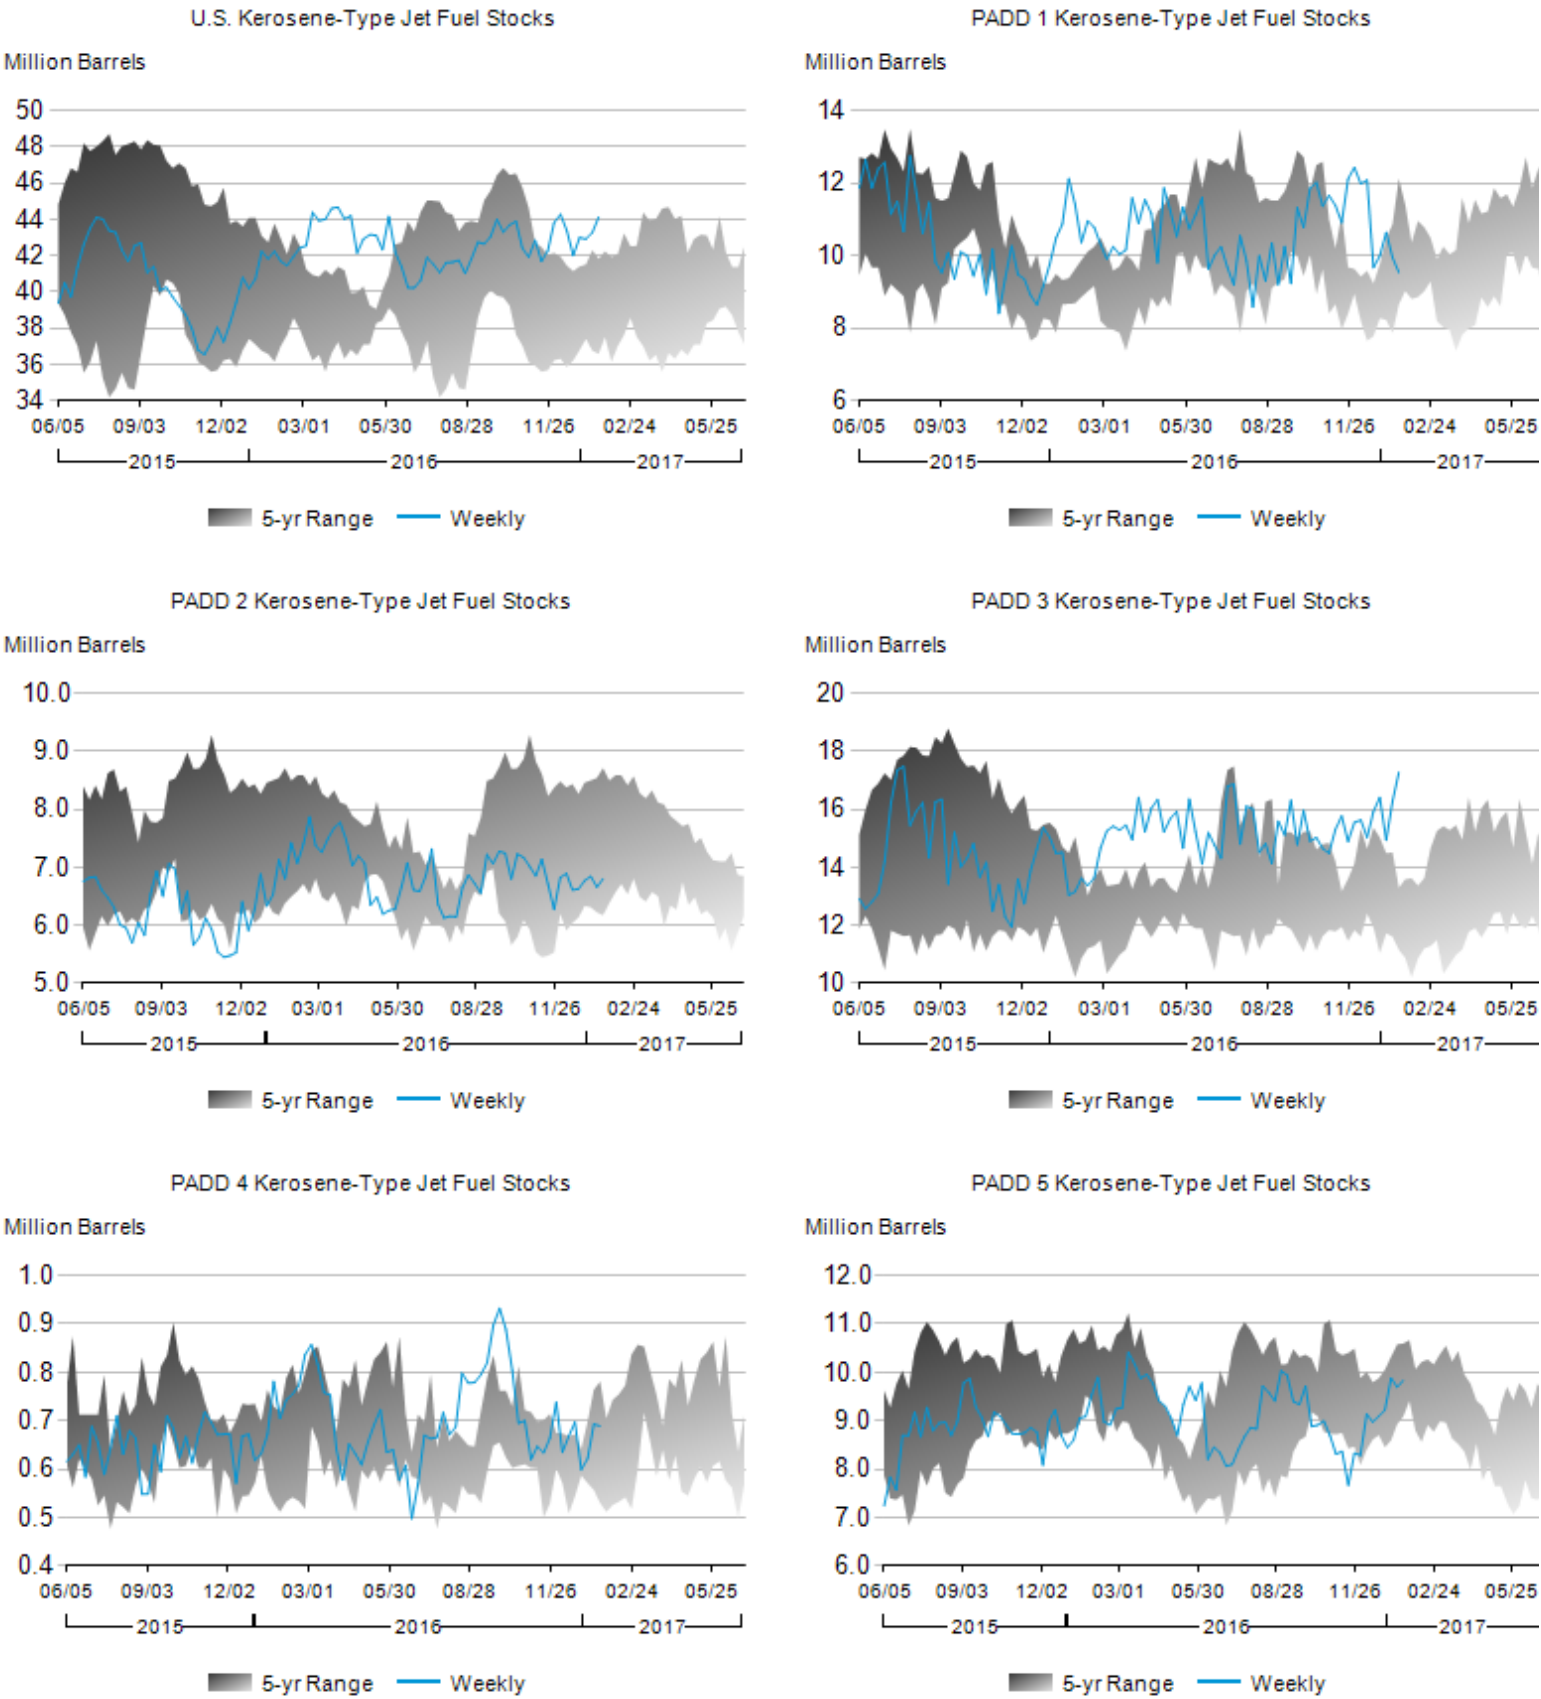 U.S. Kerosene-Type Jet Fuel Stocks
Million Barrels
50
48
46
44
42
40
38
36
34
06/05 09/03 12/02 03/01 05/30 08/28 11/26 02/24 05/25
2015 2016 2017
5-yr Range Weekly
PADD 1 Kerosene-Type Jet Fuel Stocks
Million Barrels
14
12
10
8
6
06/05 09/03 12/02 03/01 05/30 08/28 11/26 02/24 05/25
2015 2016 2017
5-yr Range Weekly
PADD 2 Kerosene-Type Jet Fuel Stocks
Million Barrels
10.0
9.0
8.0
7.0
6.0
5.0
06/05 09/03 12/02 03/01 05/30 08/28 11/26 02/24 05/25
2015 2016 2017
5-yr Range Weekly
PADD 3 Kerosene-Type Jet Fuel Stocks
Million Barrels
20
18
16
14
12
10
06/05 09/03 12/02 03/01 05/30 08/28 11/26 02/24 05/25
2015 2016 2017
5-yr Range Weekly
PADD 4 Kerosene-Type Jet Fuel Stocks
Million Barrels
1.0
0.9
0.8
0.7
0.6
0.5
0.4
06/05 09/03 12/02 03/01 05/30 08/28 11/26 02/24 05/25
2015 2016 2017
5-yr Range Weekly
PADD 5 Kerosene-Type Jet Fuel Stocks
Million Barrels
12.0
11.0
10.0
9.0
8.0
7.0
6.0
06/05 09/03 12/02 03/01 05/30 08/28 11/26 02/24 05/25
2015 2016 2017
5-yr Range Weekly